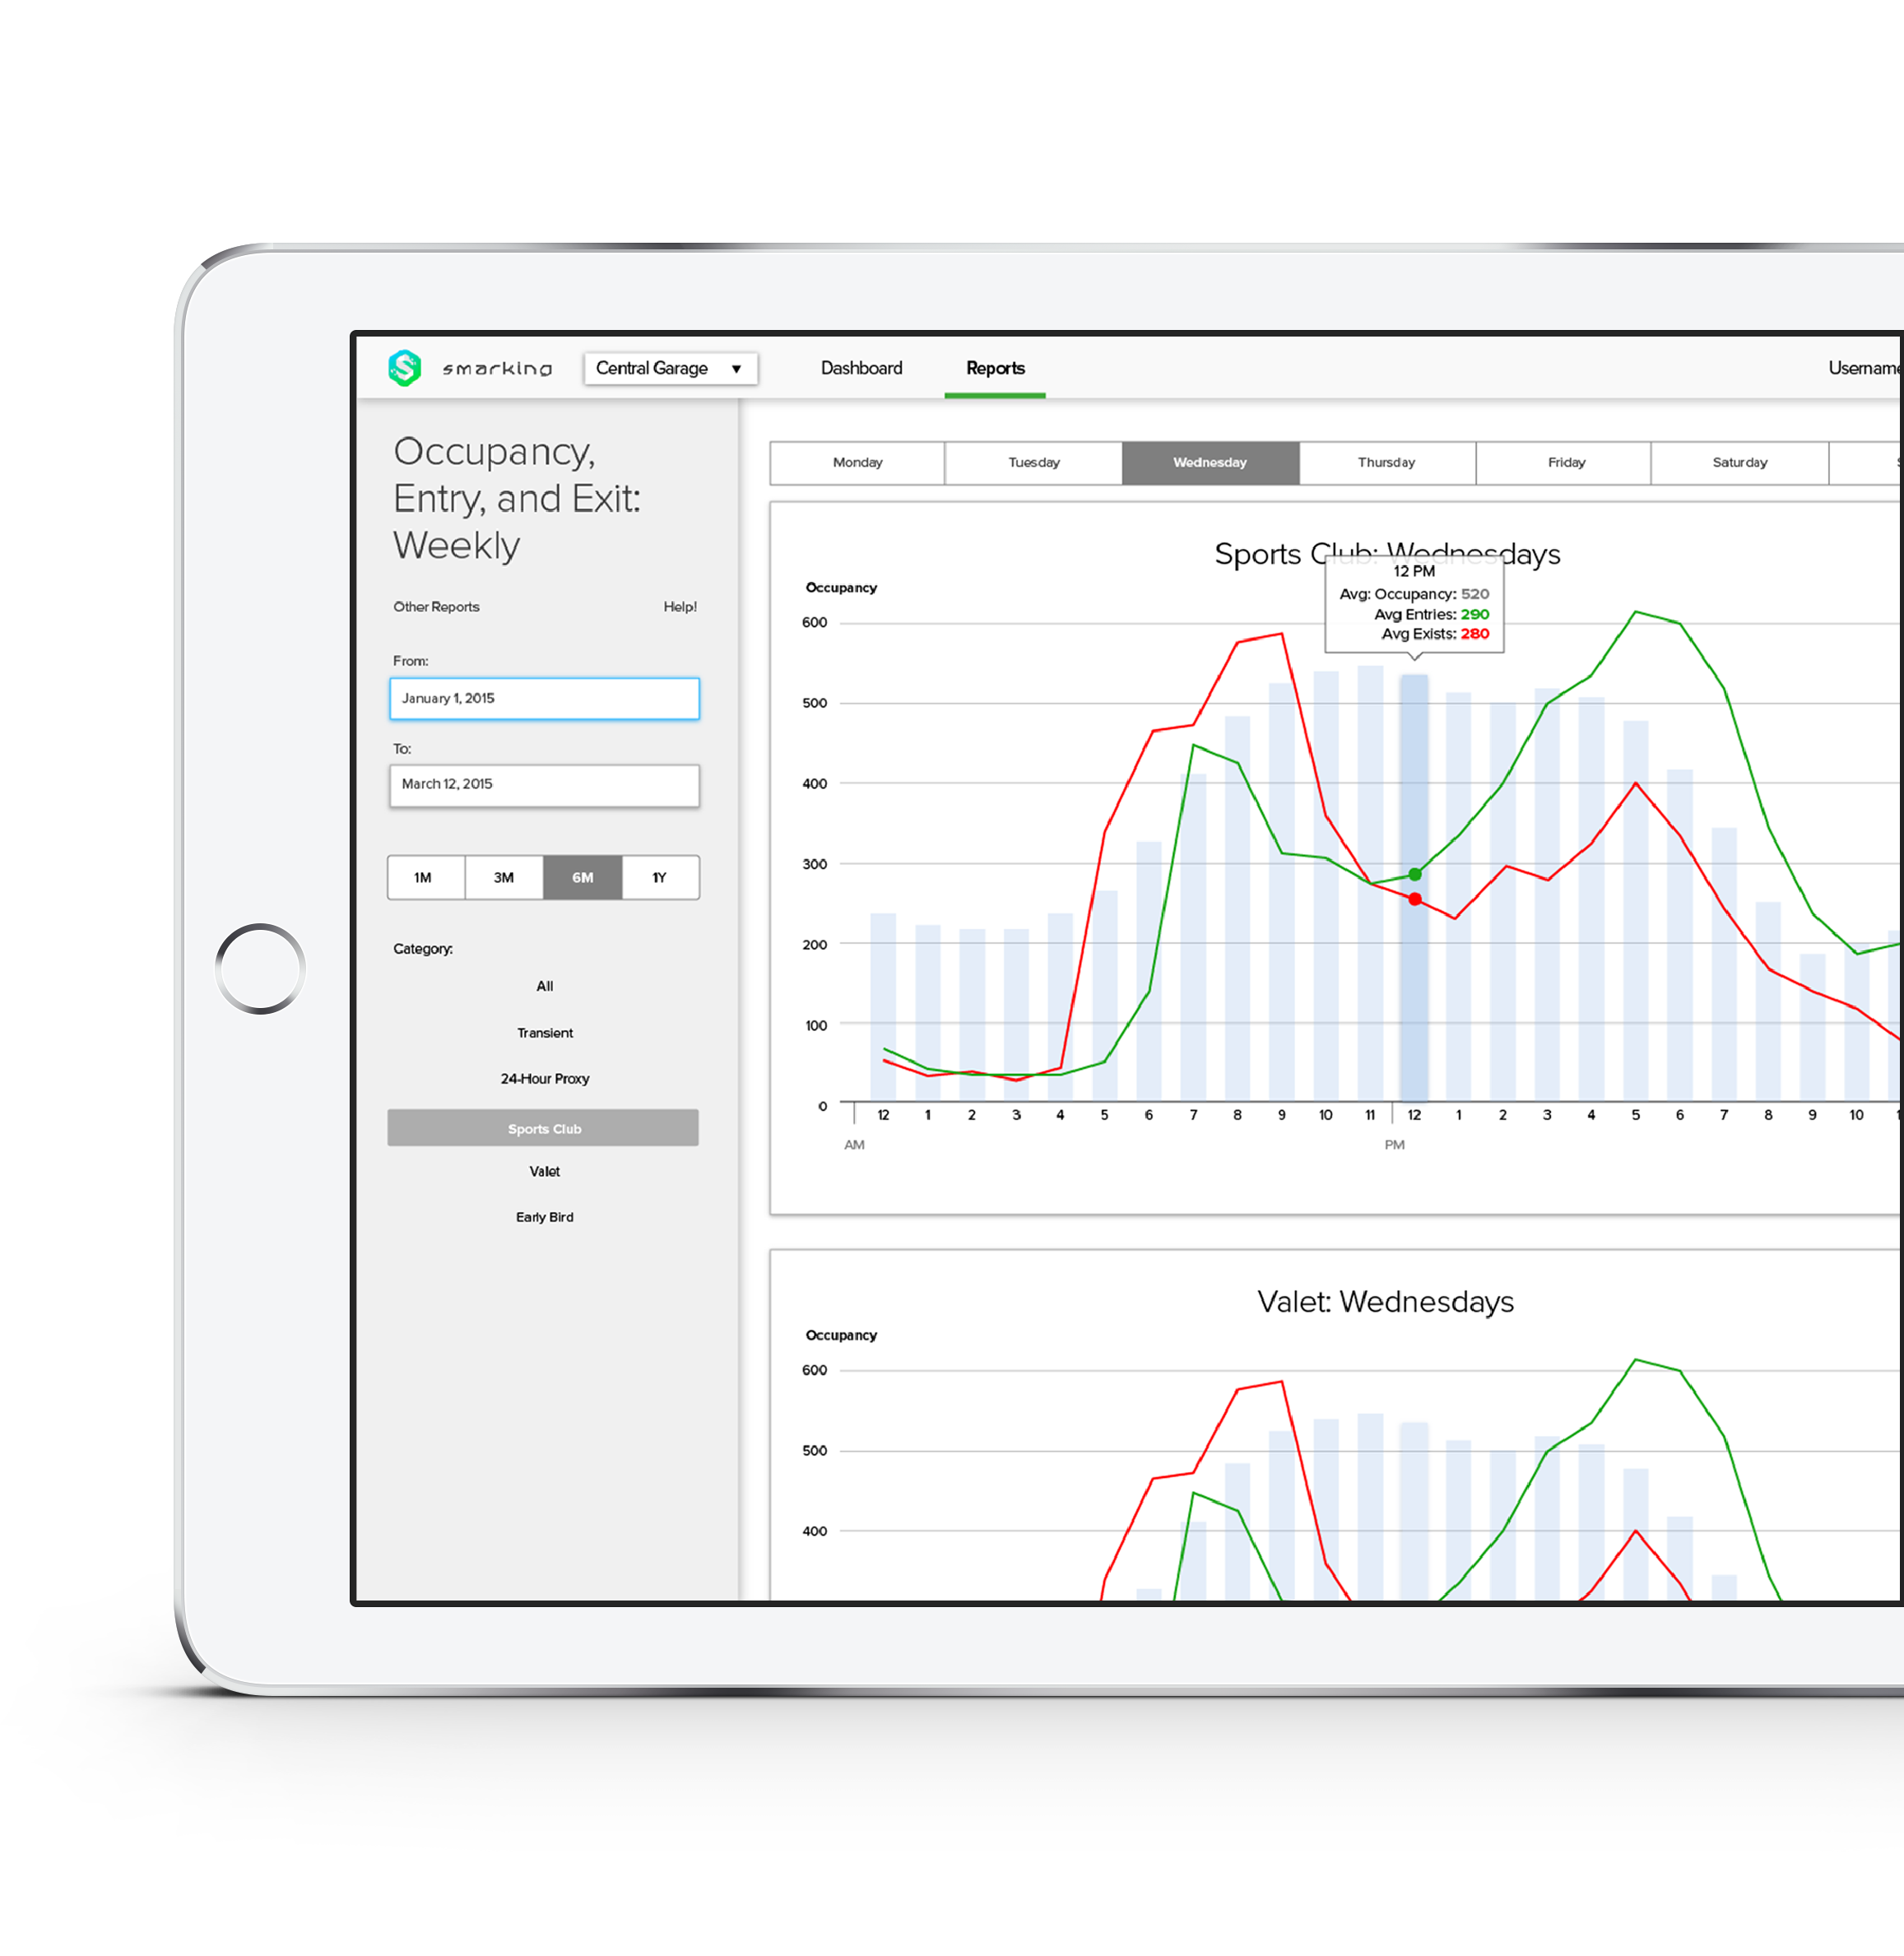 smarking
Central Garage ▼
Dashboard
Reports
Username
Occupancy,
Entry, and Exit:
Weekly
Other Reports
Help!
From:
January 1, 2015
To:
March 12, 2015
1M 3M 6M 1Y
Category:
All
Transient
24-Hour Proxy
Sports Club
Valet
Early Bird
Monday Tuesday Wednesday Thursday Friday Saturday
Sports Club: Wednesdays
12 PM
Avg: Occupancy: 520
Avg Entries: 290
Avg Exists: 280
Occupancy
600
500
400
300
200
100
0
12 1 2 3 4 5 6 7 8 9 10 11 12 1 2 3 4 5 6 7 8 9 10
AM PM
Valet: Wednesdays
Occupancy
600
500
400